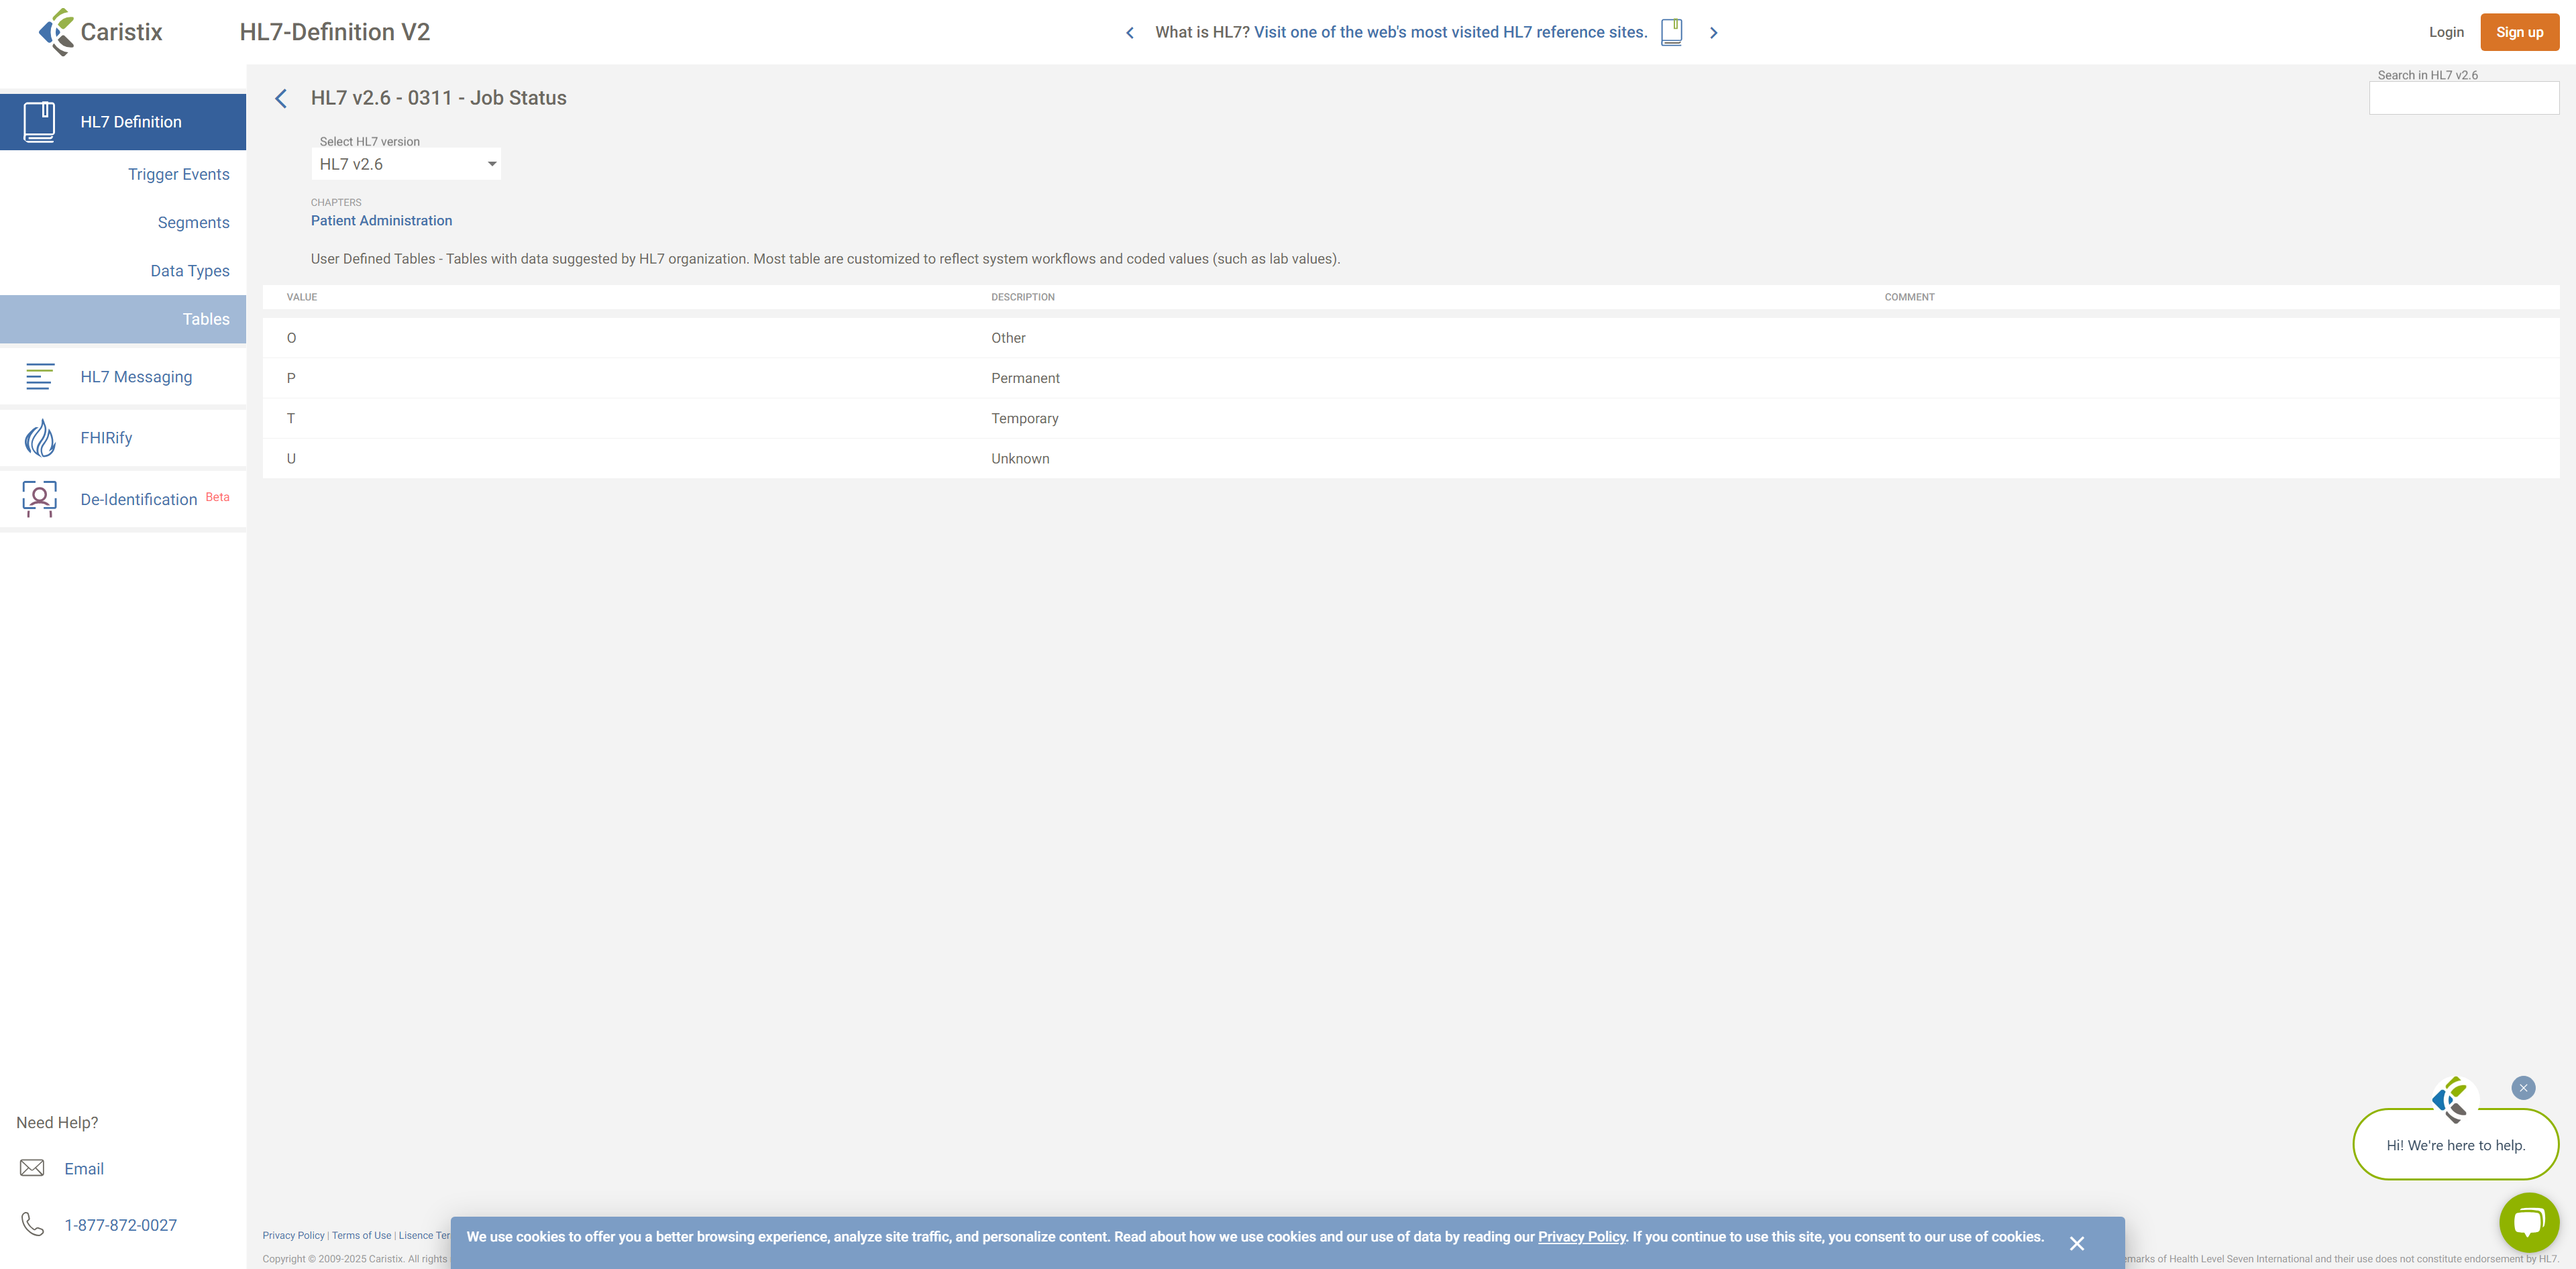 Caristix
HL7-Definition V2
What is HL7? Visit one of the web's most visited HL7 reference sites.
Login
Sign up
HL7 Definition
Trigger Events
Segments
Data Types
Tables
HL7 Messaging
FHIRify
De-Identification Beta
Need Help?
Email
1-877-872-0027
HL7 v2.6 - 0311 - Job Status
Search in HL7 v2.6
Select HL7 version
HL7 v2.6
CHAPTERS
Patient Administration
User Defined Tables - Tables with data suggested by HL7 organization. Most table are customized to reflect system workflows and coded values (such as lab values).
VALUE DESCRIPTION COMMENT
O Other
P Permanent
T Temporary
U Unknown
Hi! We're here to help.
Privacy Policy | Terms of Use | Lisence Ter
We use cookies to offer you a better browsing experience, analyze site traffic, and personalize content. Read about how we use cookies and our use of data by reading our Privacy Policy. If you continue to use this site, you consent to our use of cookies.
Copyright © 2009-2025 Caristix. All rights
emarks of Health Level Seven International and their use does not constitute endorsement by HL7.